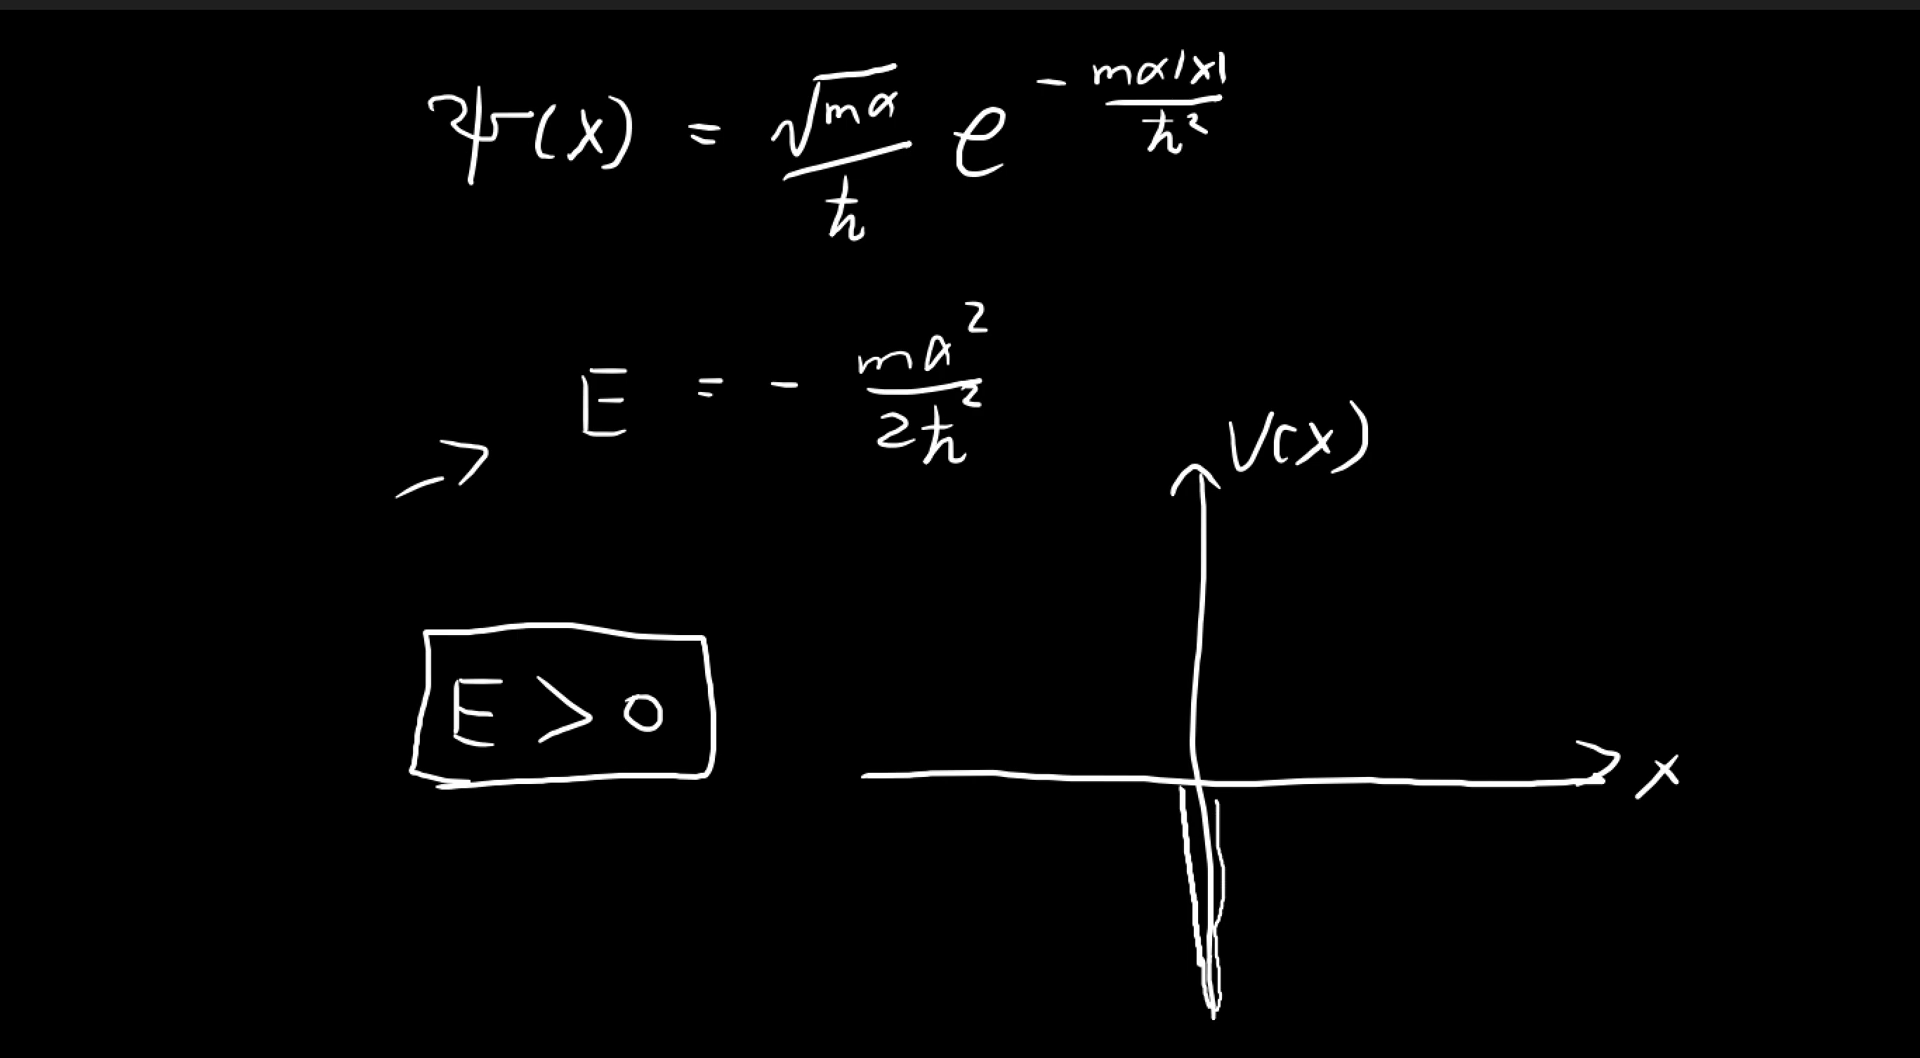 ψ(x) = √mα / ħ e^(- mα|x| / ħ²)
E = - mα² / 2ħ²
V(x)
E > 0
x